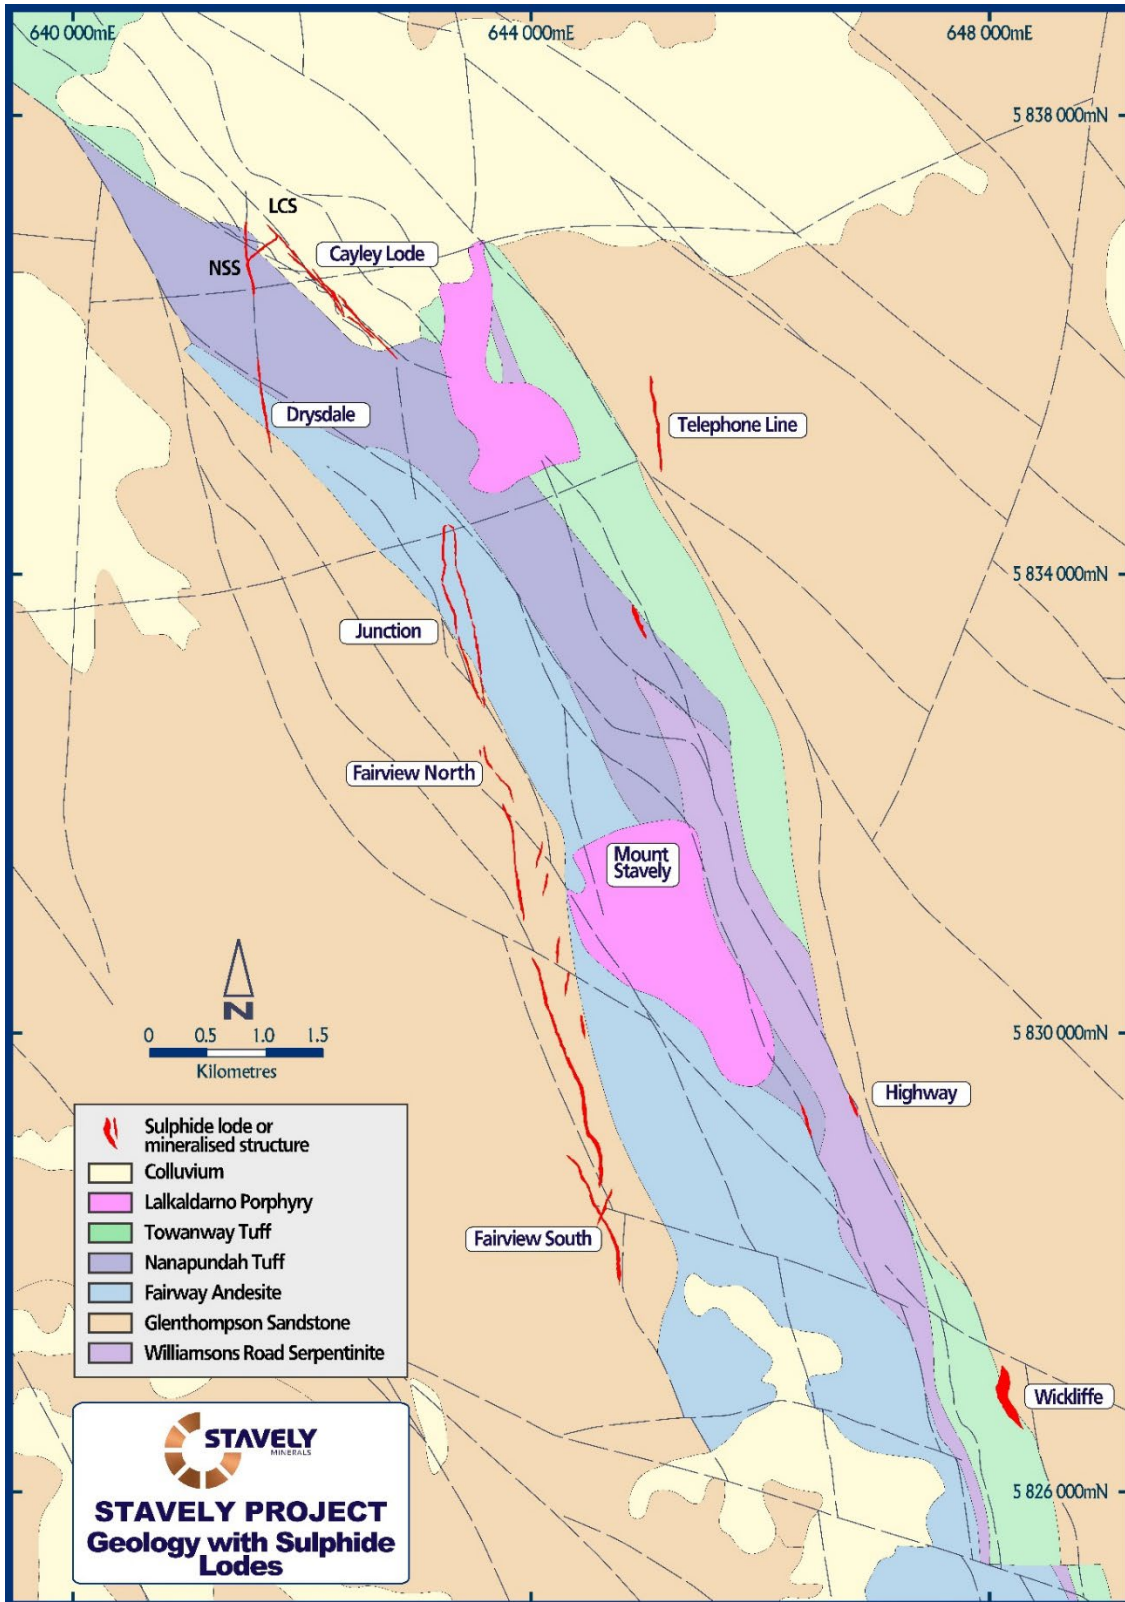 640 000mE
644 000mE
648 000mE
5 838 000mN
LCS
NSS
Cayley Lode
Drysdale
Telephone Line
5 834 000mN
Junction
Fairview North
Mount
Stavely
N
0 0.5 1.0 1.5
Kilometres
5 830 000mN
Highway
Fairview South
Wickliffe
5 826 000mN
Sulphide lode or
mineralised structure
Colluvium
Lalkaldarno Porphyry
Towanway Tuff
Nanapundah Tuff
Fairway Andesite
Glenthompson Sandstone
Williamsons Road Serpentinite
STAVELY
MINERALS
STAVELY PROJECT
Geology with Sulphide
Lodes